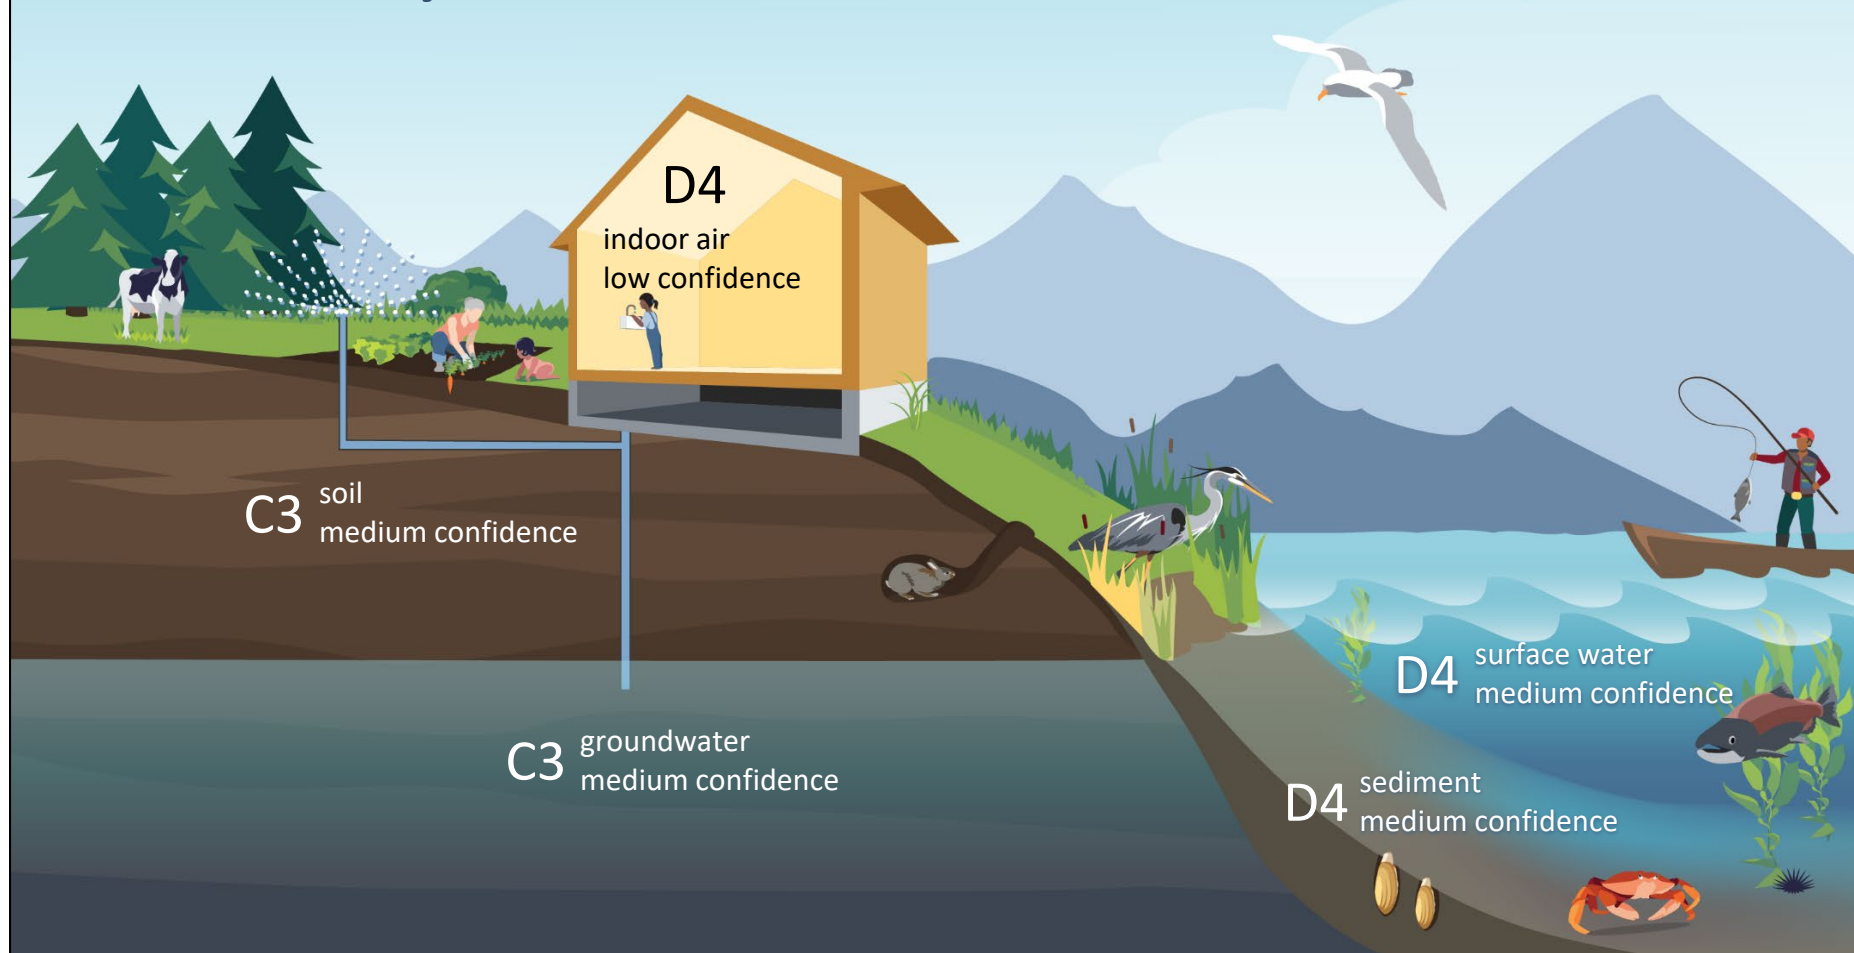 D4
indoor air
low confidence
C3
soil
medium confidence
D4
surface water
medium confidence
C3
groundwater
medium confidence
D4
sediment
medium confidence